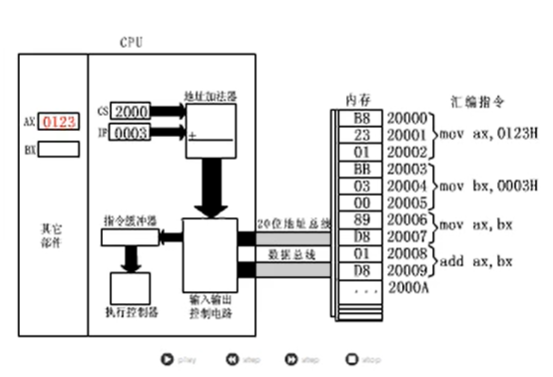 CPU
地址加法器
内存
汇编指令
CS 2000
AX 0123
IP 0003
+
BX
B8 20000
23 20001 mov ax,0123H
01 20002
BB 20003
03 20004 mov bx,0003H
00 20005
89 20006 mov ax,bx
D8 20007
01 20008 add ax,bx
D8 20009
... 2000A
其它
部件
指令缓冲器
20位地址总线
数据总线
执行控制器
输入输出
控制电路
play
step
step
stop